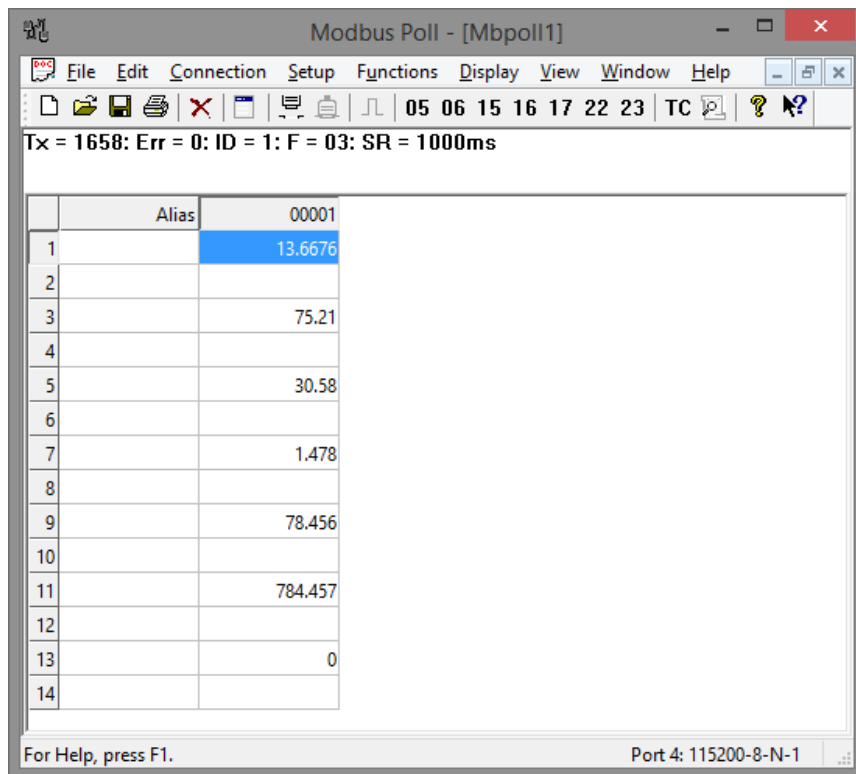 Modbus Poll - [Mbpoll1]
File Edit Connection Setup Functions Display View Window Help
05 06 15 16 17 22 23 TC
Tx = 1658: Err = 0: ID = 1: F = 03: SR = 1000ms
Alias 00001
1 13.6676
2
3 75.21
4
5 30.58
6
7 1.478
8
9 78.456
10
11 784.457
12
13 0
14
For Help, press F1. Port 4: 115200-8-N-1